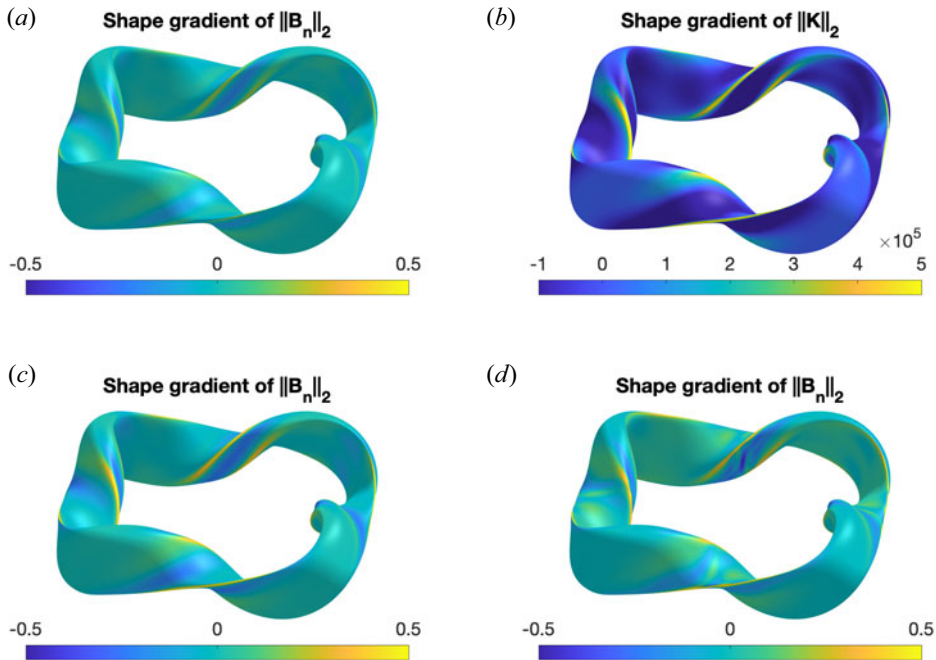 (a)
Shape gradient of ||B_n||_2
-0.5 0 0.5
(b)
Shape gradient of ||K||_2
×10^5
-1 0 1 2 3 4 5
(c)
Shape gradient of ||B_n||_2
-0.5 0 0.5
(d)
Shape gradient of ||B_n||_2
-0.5 0 0.5